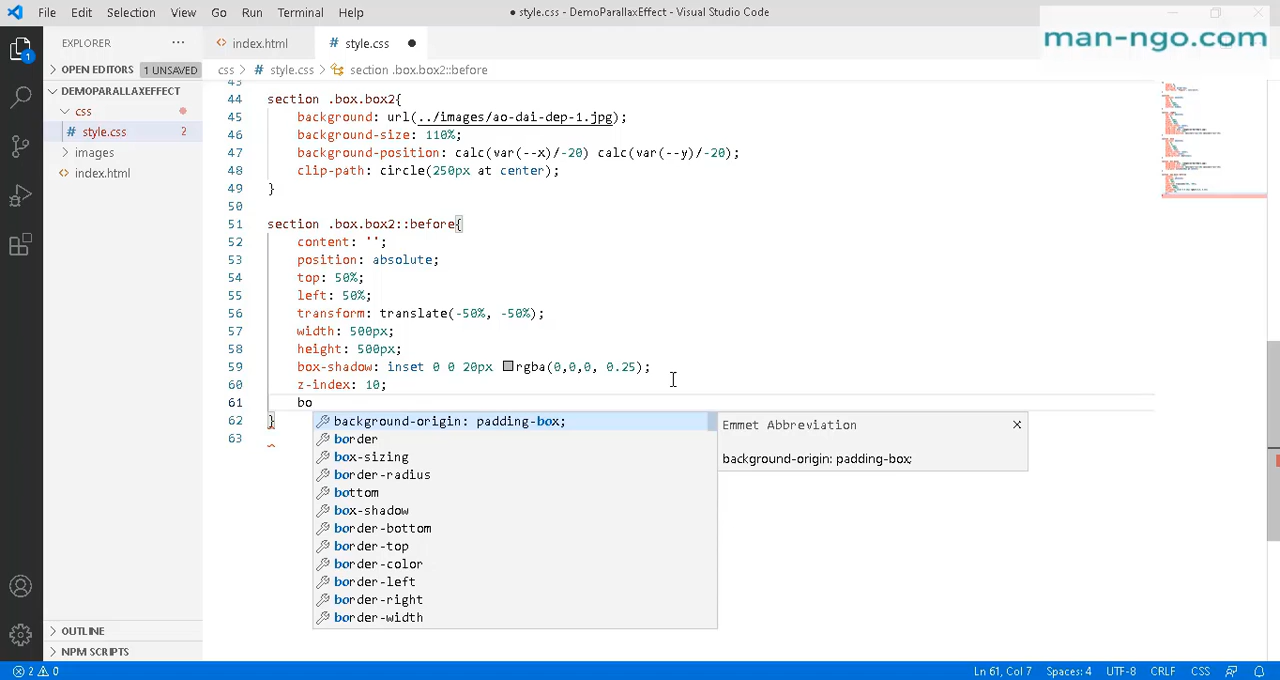 File Edit Selection View Go Run Terminal Help
● style.css - DemoParallaxEffect - Visual Studio Code
man-ngo.com
EXPLORER ...
OPEN EDITORS 1 UNSAVED
DEMOPARALLAXEFFECT
css
# style.css 2
images
<> index.html
OUTLINE
NPM SCRIPTS
<> index.html
# style.css ●
css > # style.css > section .box.box2::before
43
44 section .box.box2{
45 background: url(../images/ao-dai-dep-1.jpg);
46 background-size: 110%;
47 background-position: calc(var(--x)/-20) calc(var(--y)/-20);
48 clip-path: circle(250px at center);
49 }
50
51 section .box.box2::before{
52 content: '';
53 position: absolute;
54 top: 50%;
55 left: 50%;
56 transform: translate(-50%, -50%);
57 width: 500px;
58 height: 500px;
59 box-shadow: inset 0 0 20px rgba(0,0,0, 0.25);
60 z-index: 10;
61 bo
62 }
63
background-origin: padding-box;
border
box-sizing
border-radius
bottom
box-shadow
border-bottom
border-top
border-color
border-left
border-right
border-width
Emmet Abbreviation
background-origin: padding-box;
1
2 0
Ln 61, Col 7 Spaces: 4 UTF-8 CRLF CSS